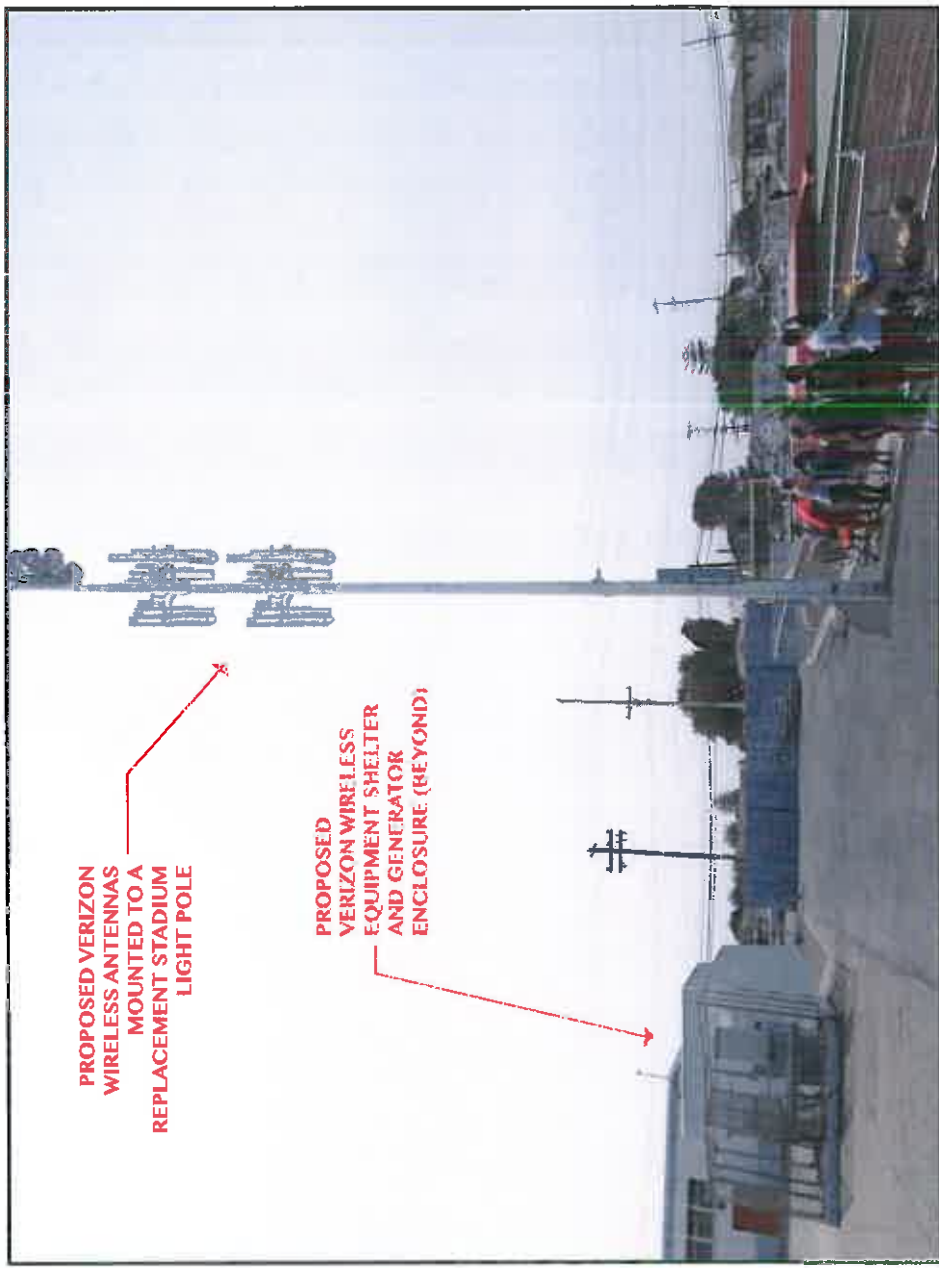 PROPOSED VERIZON
WIRELESS ANTENNAS
MOUNTED TO A
REPLACEMENT STADIUM
LIGHT POLE
PROPOSED
VERIZON WIRELESS
EQUIPMENT SHELTER
AND GENERATOR
ENCLOSURE (BEYOND)